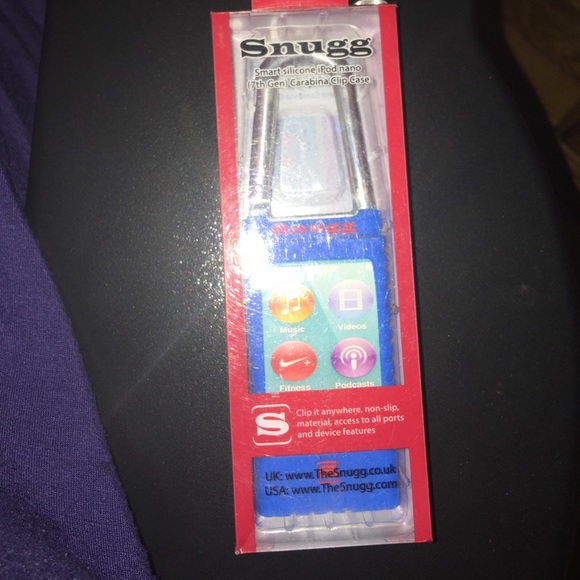 Snugg
Smart silicone iPod nano
(7th Gen) Carabina Clip Case
Music
Videos
Fitness
Podcasts
S
Clip it anywhere, non-slip,
material, access to all ports
and device features
UK: www.TheSnugg.co.uk
USA: www.TheSnugg.com